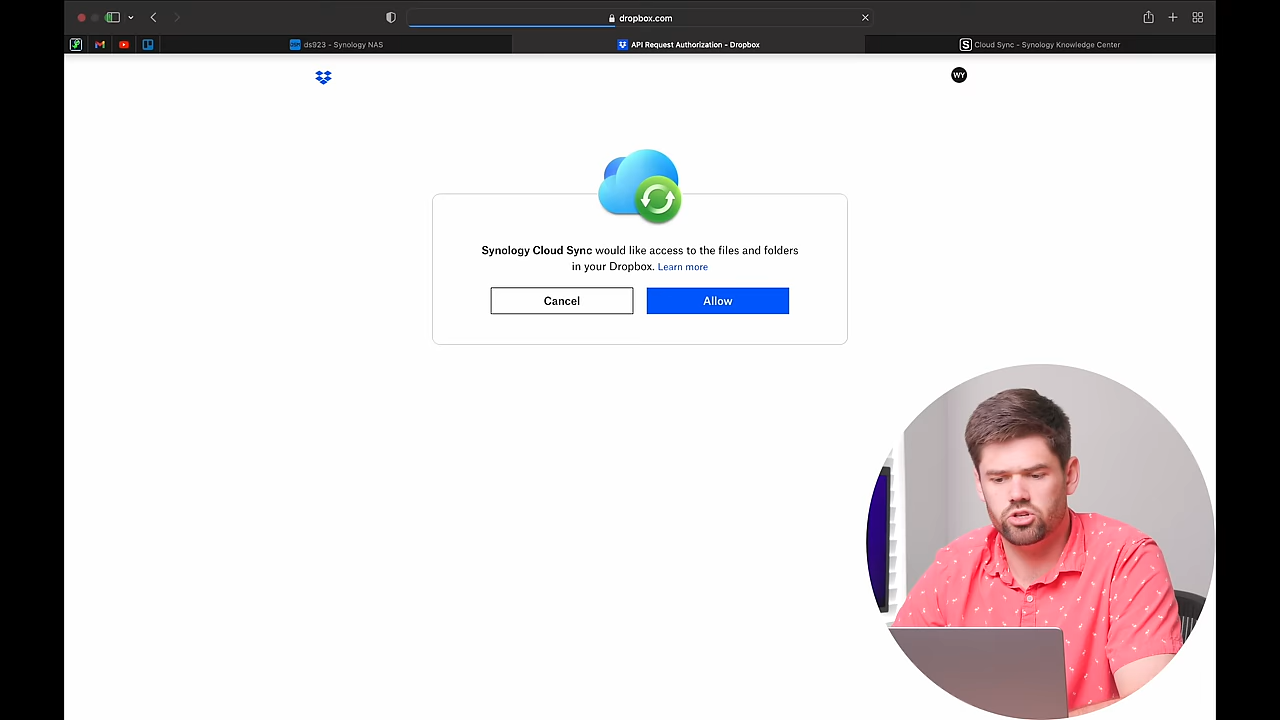 dropbox.com
ds923 - Synology NAS
API Request Authorization - Dropbox
S Cloud Sync - Synology Knowledge Center
WY
Synology Cloud Sync would like access to the files and folders
in your Dropbox. Learn more
Cancel
Allow